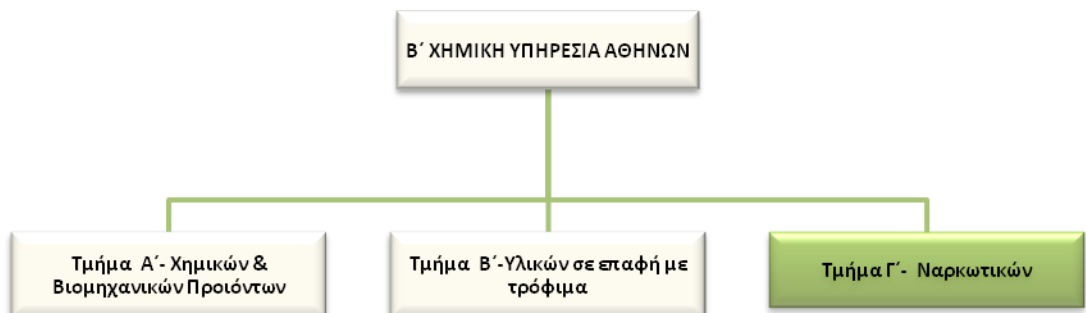 Β΄ ΧΗΜΙΚΗ ΥΠΗΡΕΣΙΑ ΑΘΗΝΩΝ
Τμήμα Α΄- Χημικών &
Βιομηχανικών Προιόντων
Τμήμα Β΄-Υλικών σε επαφή με
τρόφιμα
Τμήμα Γ΄- Ναρκωτικών